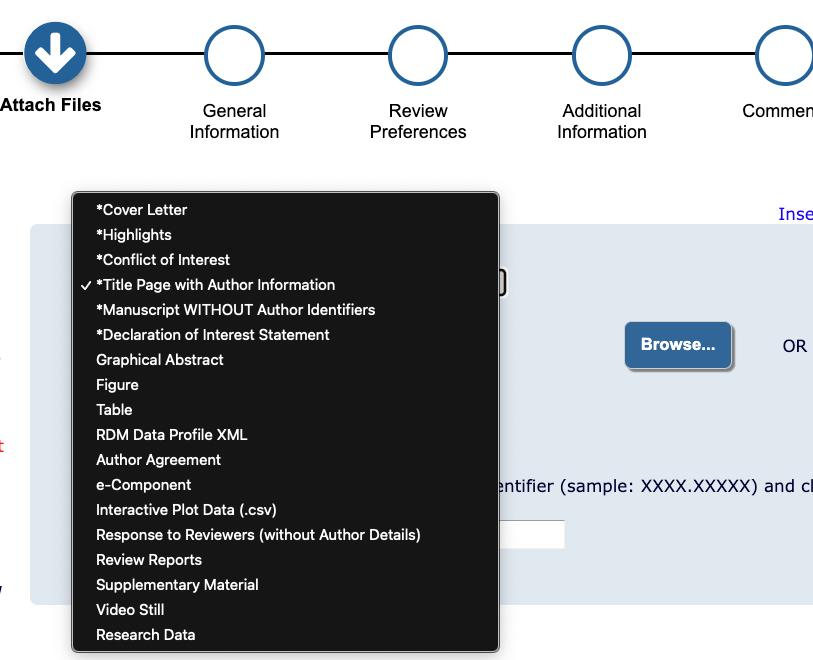 Attach Files
General
Information
Review
Preferences
Additional
Information
Commen
Inse
*Cover Letter
*Highlights
*Conflict of Interest
✓ *Title Page with Author Information
*Manuscript WITHOUT Author Identifiers
*Declaration of Interest Statement
Graphical Abstract
Figure
Table
RDM Data Profile XML
Author Agreement
e-Component
Interactive Plot Data (.csv)
Response to Reviewers (without Author Details)
Review Reports
Supplementary Material
Video Still
Research Data
Browse...
OR
entifier (sample: XXXX.XXXXX) and cl